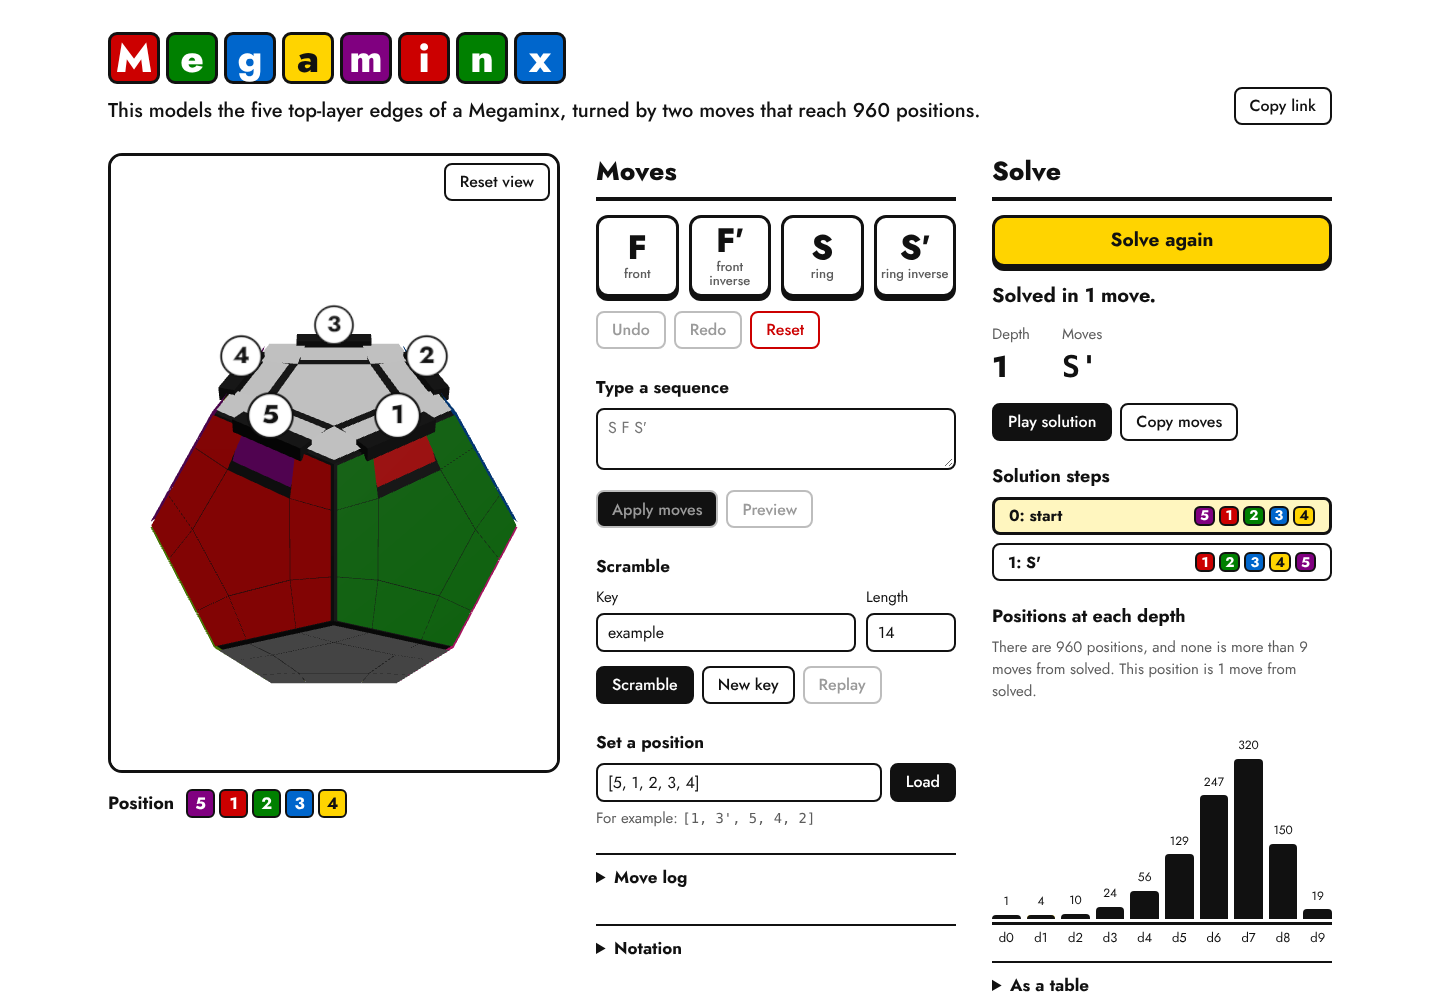 Megaminx
This models the five top-layer edges of a Megaminx, turned by two moves that reach 960 positions.
Copy link
Reset view
3
4
2
5
1
Position 5 1 2 3 4
Moves
F
front
F'
front
inverse
S
ring
S'
ring inverse
Undo
Redo
Reset
Type a sequence
S F S'
Apply moves
Preview
Scramble
Key
Length
example
14
Scramble
New key
Replay
Set a position
[5, 1, 2, 3, 4]
Load
For example: [1, 3', 5, 4, 2]
Move log
Notation
Solve
Solve again
Solved in 1 move.
Depth
Moves
1
S'
Play solution
Copy moves
Solution steps
0: start 5 1 2 3 4
1: S' 1 2 3 4 5
Positions at each depth
There are 960 positions, and none is more than 9
moves from solved. This position is 1 move from
solved.
1 4 10 24 56 129 247 320 150 19
d0 d1 d2 d3 d4 d5 d6 d7 d8 d9
As a table